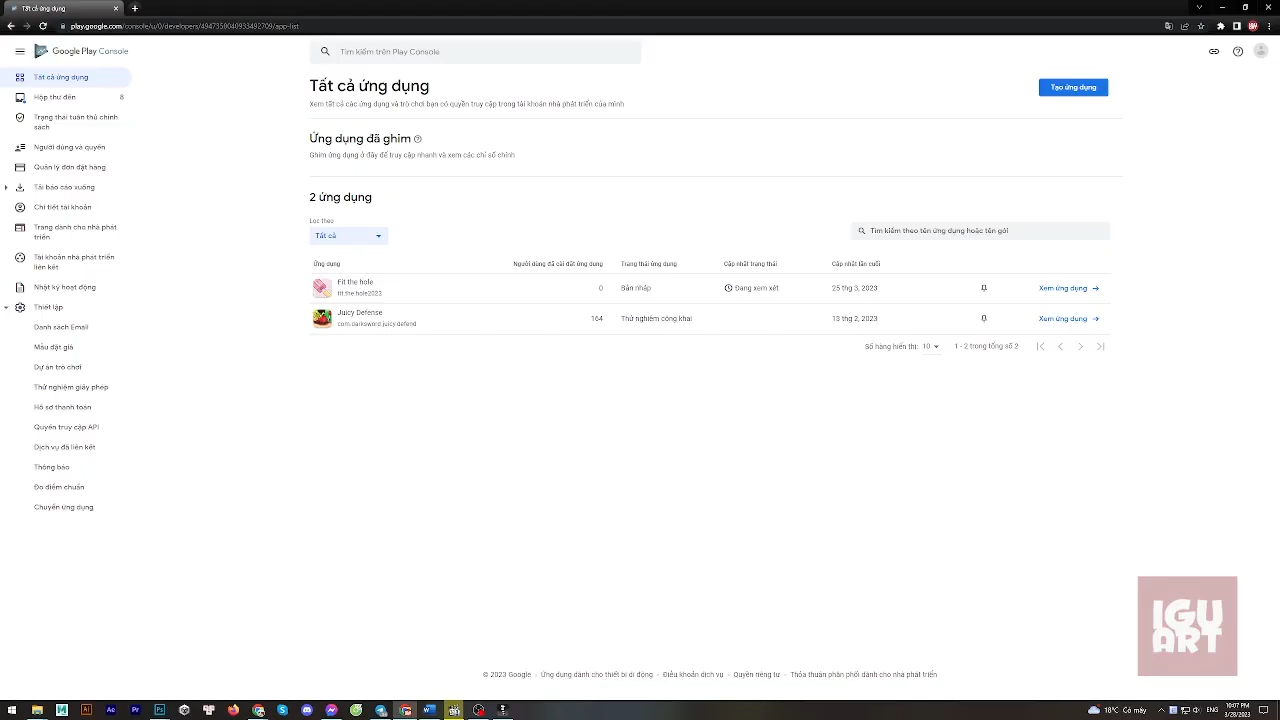 Tất cả ứng dụng
play.google.com/console/u/0/developers/4947358040933492709/app-list
Google Play Console
Tìm kiếm trên Play Console
Tất cả ứng dụng
Hộp thư đến 8
Trạng thái tuân thủ chính
sách
Người dùng và quyền
Quản lý đơn đặt hàng
Tải báo cáo xuống
Chi tiết tài khoản
Trang dành cho nhà phát
triển
Tài khoản nhà phát triển
liên kết
Nhật ký hoạt động
Thiết lập
Danh sách Email
Mẫu đặt giá
Dự án trò chơi
Thử nghiệm giấy phép
Hồ sơ thanh toán
Quyền truy cập API
Dịch vụ đã liên kết
Thông báo
Đo điểm chuẩn
Chuyển ứng dụng
Tất cả ứng dụng
Tạo ứng dụng
Xem tất cả các ứng dụng và trò chơi bạn có quyền truy cập trong tài khoản nhà phát triển của mình
Ứng dụng đã ghim
Ghim ứng dụng ở đây để truy cập nhanh và xem các chỉ số chính
2 ứng dụng
Lọc theo
Tất cả
Tìm kiếm theo tên ứng dụng hoặc tên gói
Ứng dụng Người dùng đã cài đặt ứng dụng Trạng thái ứng dụng Cập nhật trạng thái Cập nhật lần cuối
Fit the hole
fit.the.hole2023
0 Bản nháp Đang xem xét 25 thg 3, 2023 Xem ứng dụng
Juicy Defense
com.darksword.juicy.defend
164 Thử nghiệm công khai 13 thg 2, 2023 Xem ứng dụng
Số hàng hiển thị: 10 1 - 2 trong tổng số 2
IGU
ART
© 2023 Google · Ứng dụng dành cho thiết bị di động · Điều khoản dịch vụ · Quyền riêng tư · Thỏa thuận phân phối dành cho nhà phát triển
18°C Có mây ENG 10:07 PM
3/28/2023